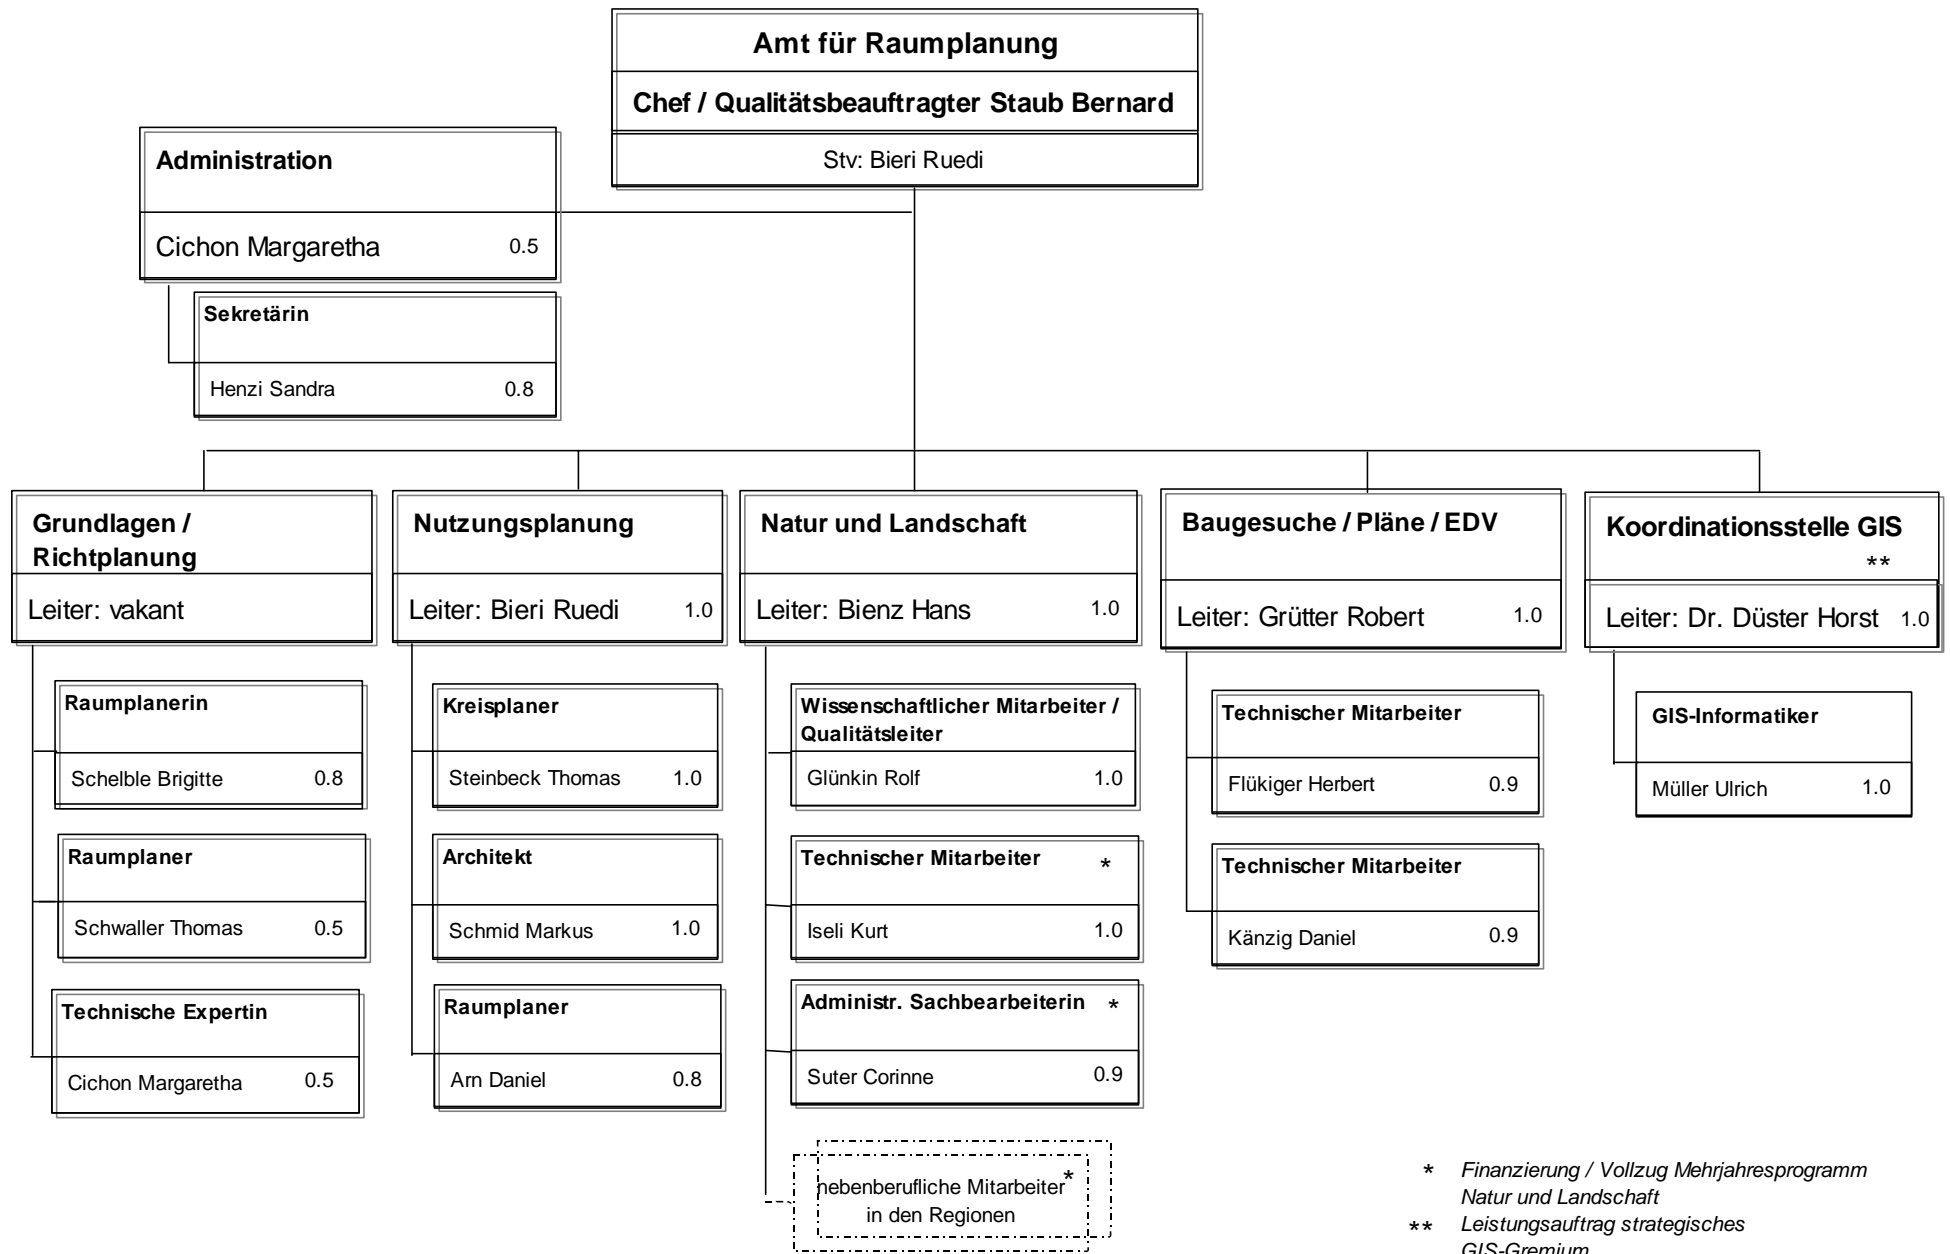 Amt für Raumplanung
Chef / Qualitätsbeauftragter Staub Bernard
Stv: Bieri Ruedi
Administration
Cichon Margaretha 0.5
Sekretärin
Henzi Sandra 0.8
Grundlagen /
Richtplanung
Leiter: vakant
Raumplanerin
Schelble Brigitte 0.8
Raumplaner
Schwaller Thomas 0.5
Technische Expertin
Cichon Margaretha 0.5
Nutzungsplanung
Leiter: Bieri Ruedi 1.0
Kreisplaner
Steinbeck Thomas 1.0
Architekt
Schmid Markus 1.0
Raumplaner
Arn Daniel 0.8
Natur und Landschaft
Leiter: Bienz Hans 1.0
Wissenschaftlicher Mitarbeiter /
Qualitätsleiter
Glünkin Rolf 1.0
Technischer Mitarbeiter *
Iseli Kurt 1.0
Administr. Sachbearbeiterin *
Suter Corinne 0.9
nebenberufliche Mitarbeiter *
in den Regionen
Baugesuche / Pläne / EDV
Leiter: Grütter Robert 1.0
Technischer Mitarbeiter
Flükiger Herbert 0.9
Technischer Mitarbeiter
Känzig Daniel 0.9
Koordinationsstelle GIS
**
Leiter: Dr. Düster Horst 1.0
GIS-Informatiker
Müller Ulrich 1.0
* Finanzierung / Vollzug Mehrjahresprogramm
Natur und Landschaft
** Leistungsauftrag strategisches
GIS-Gremium